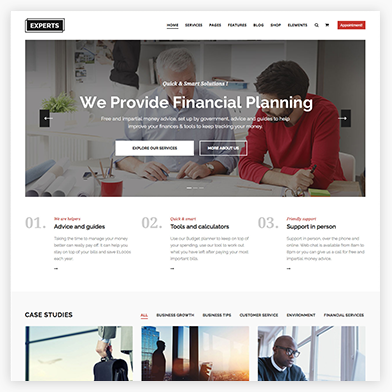 EXPERTS
HOME SERVICES PAGES FEATURES BLOG SHOP ELEMENTS
Appointment!
Quick & Smart Solutions !
We Provide Financial Planning
Free and impartial money advice, set up by government, advice and guides to help
improve your finances & tools to keep tracking your money.
EXPLORE OUR SERVICES
MORE ABOUT US
01.
We are helpers
Advice and guides
Taking the time to manage your money
better can really pay off. It can help you
stay on top of your bills and save
each year.
02.
Quick & smart
Tools and calculators
Use our Budget planner to keep on top of
your spending, use our tool to work out
what you have left after paying your most
important bills.
03.
Friendly support
Support in person
Support in person, over the phone and
online. Web chat is available from 8am to
8am or you can give us a call for free and
impartial money advice.
CASE STUDIES
ALL BUSINESS GROWTH BUSINESS TIPS CUSTOMER SERVICE ENVIRONMENT FINANCIAL SERVICES